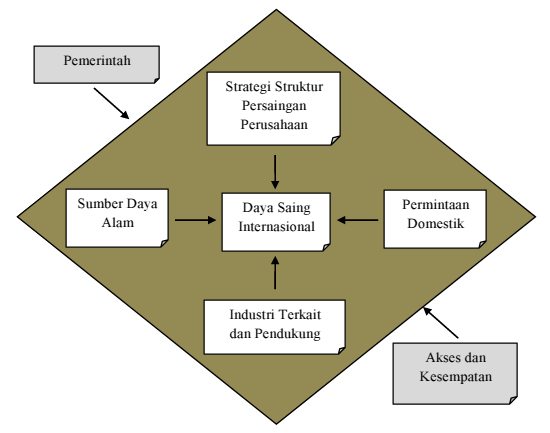 Pemerintah
Strategi Struktur
Persaingan
Perusahaan
Sumber Daya
Alam
Daya Saing
Internasional
Permintaan
Domestik
Industri Terkait
dan Pendukung
Akses dan
Kesempatan